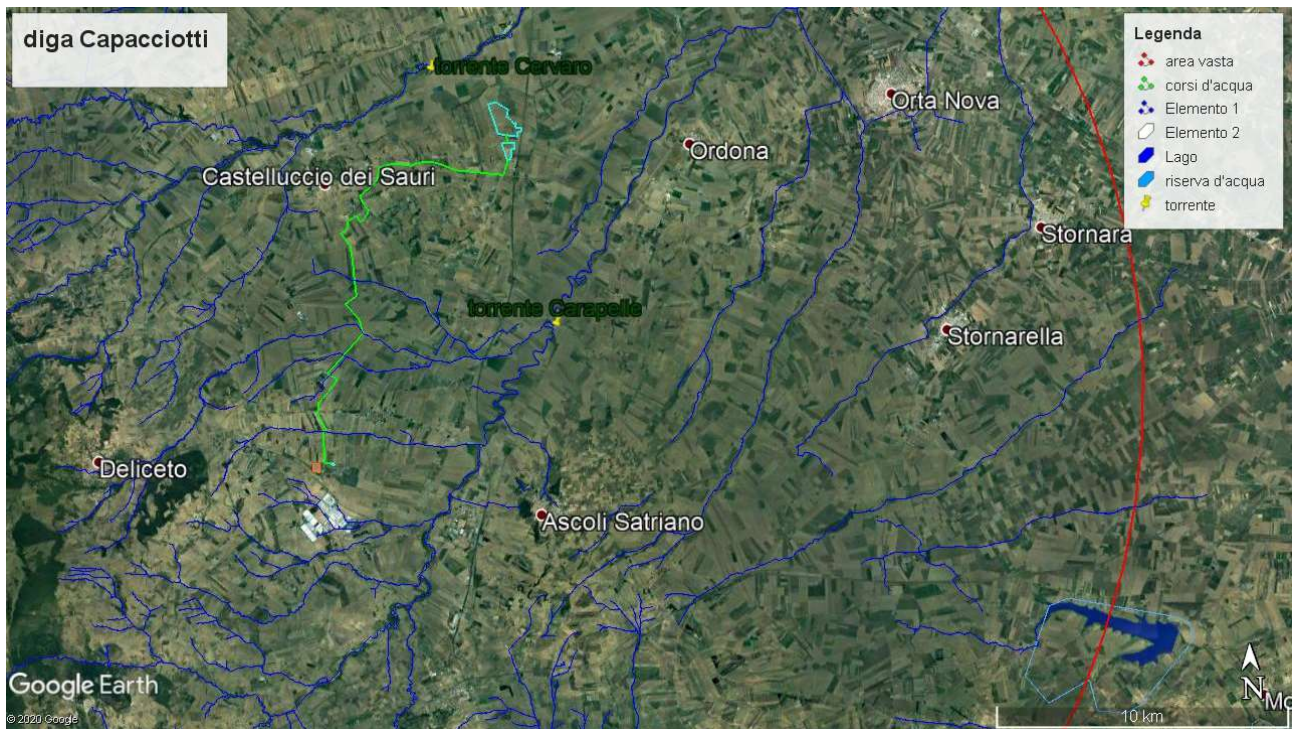 diga Capacciotti
Legenda
area vasta
corsi d'acqua
Elemento 1
Elemento 2
Lago
riserva d'acqua
torrente
torrente Cervaro
Orta Nova
Ordona
Castelluccio dei Sauri
Stornara
torrente Carapelle
Stornarella
Deliceto
Ascoli Satriano
Google Earth
© 2020 Google
N
Mo
10 km